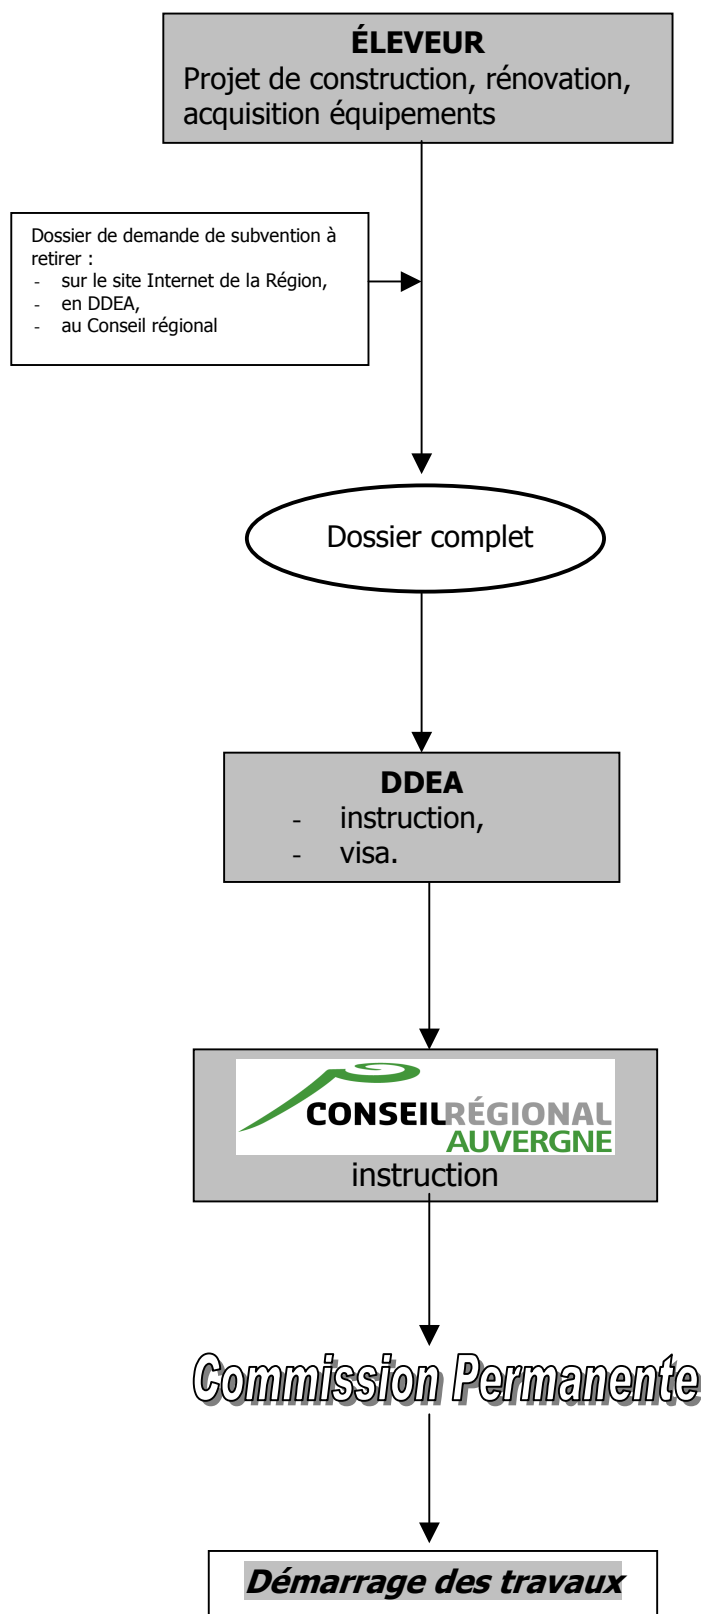 ÉLEVEUR
Projet de construction, rénovation,
acquisition équipements
Dossier de demande de subvention à
retirer :
- sur le site Internet de la Région,
- en DDEA,
- au Conseil régional
Dossier complet
DDEA
- instruction,
- visa.
CONSEILRÉGIONAL
AUVERGNE
instruction
Commission Permanente
Démarrage des travaux